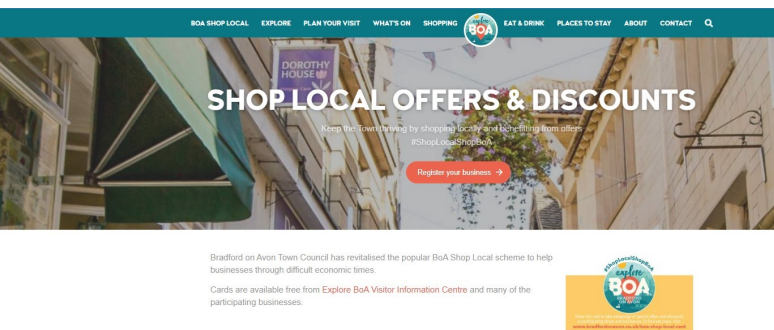 BOA SHOP LOCAL EXPLORE PLAN YOUR VISIT WHAT'S ON SHOPPING explore BOA EAT & DRINK PLACES TO STAY ABOUT CONTACT
DOROTHY
HOUSE
SHOP LOCAL OFFERS & DISCOUNTS
Keep the Town thriving by shopping locally and benefitting from offers
#ShopLocalShopBoA
Register your business →
Bradford on Avon Town Council has revitalised the popular BoA Shop Local scheme to help
businesses through difficult economic times.
Cards are available free from Explore BoA Visitor Information Centre and many of the
participating businesses.
#ShopLocalShopBoA
explore
BOA
BRADFORD
ON AVON